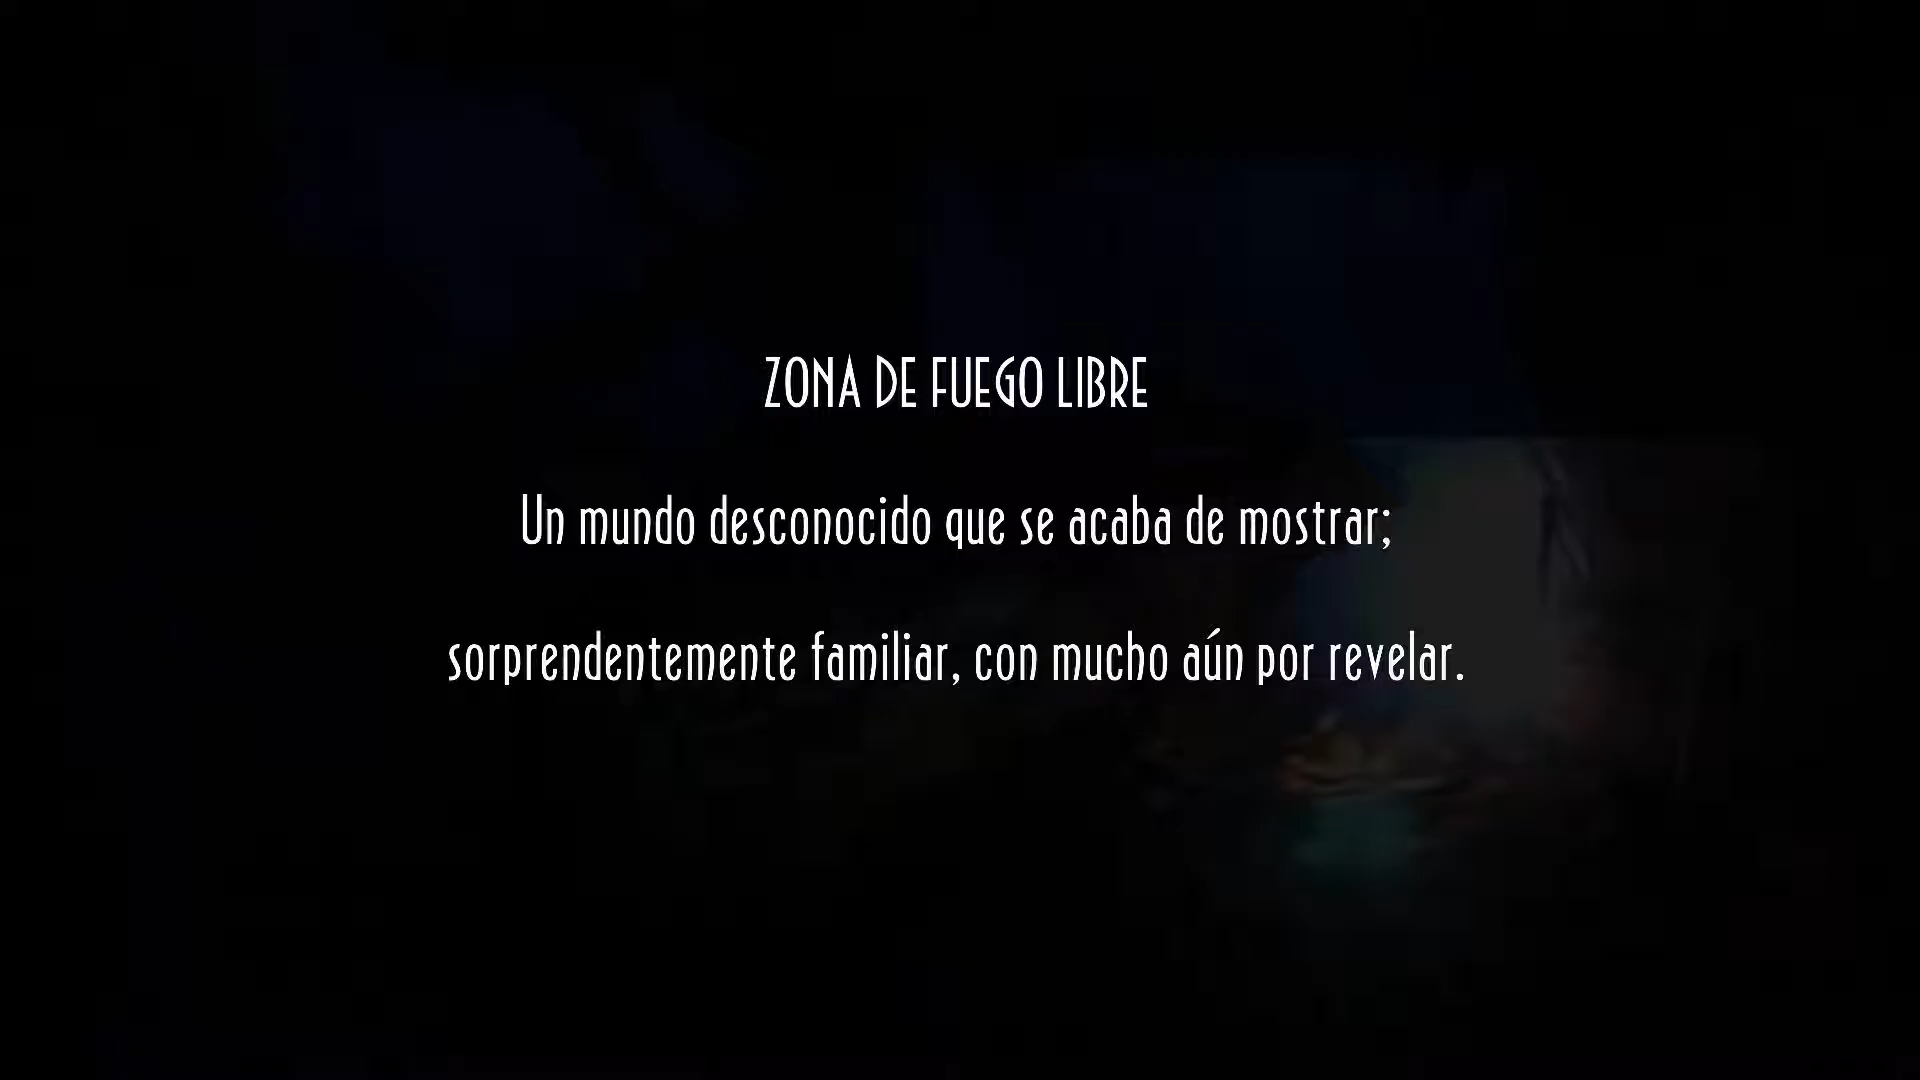 ZONA DE FUEGO LIBRE
Un mundo desconocido que se acaba de mostrar;
sorprendentemente familiar, con mucho aún por revelar.